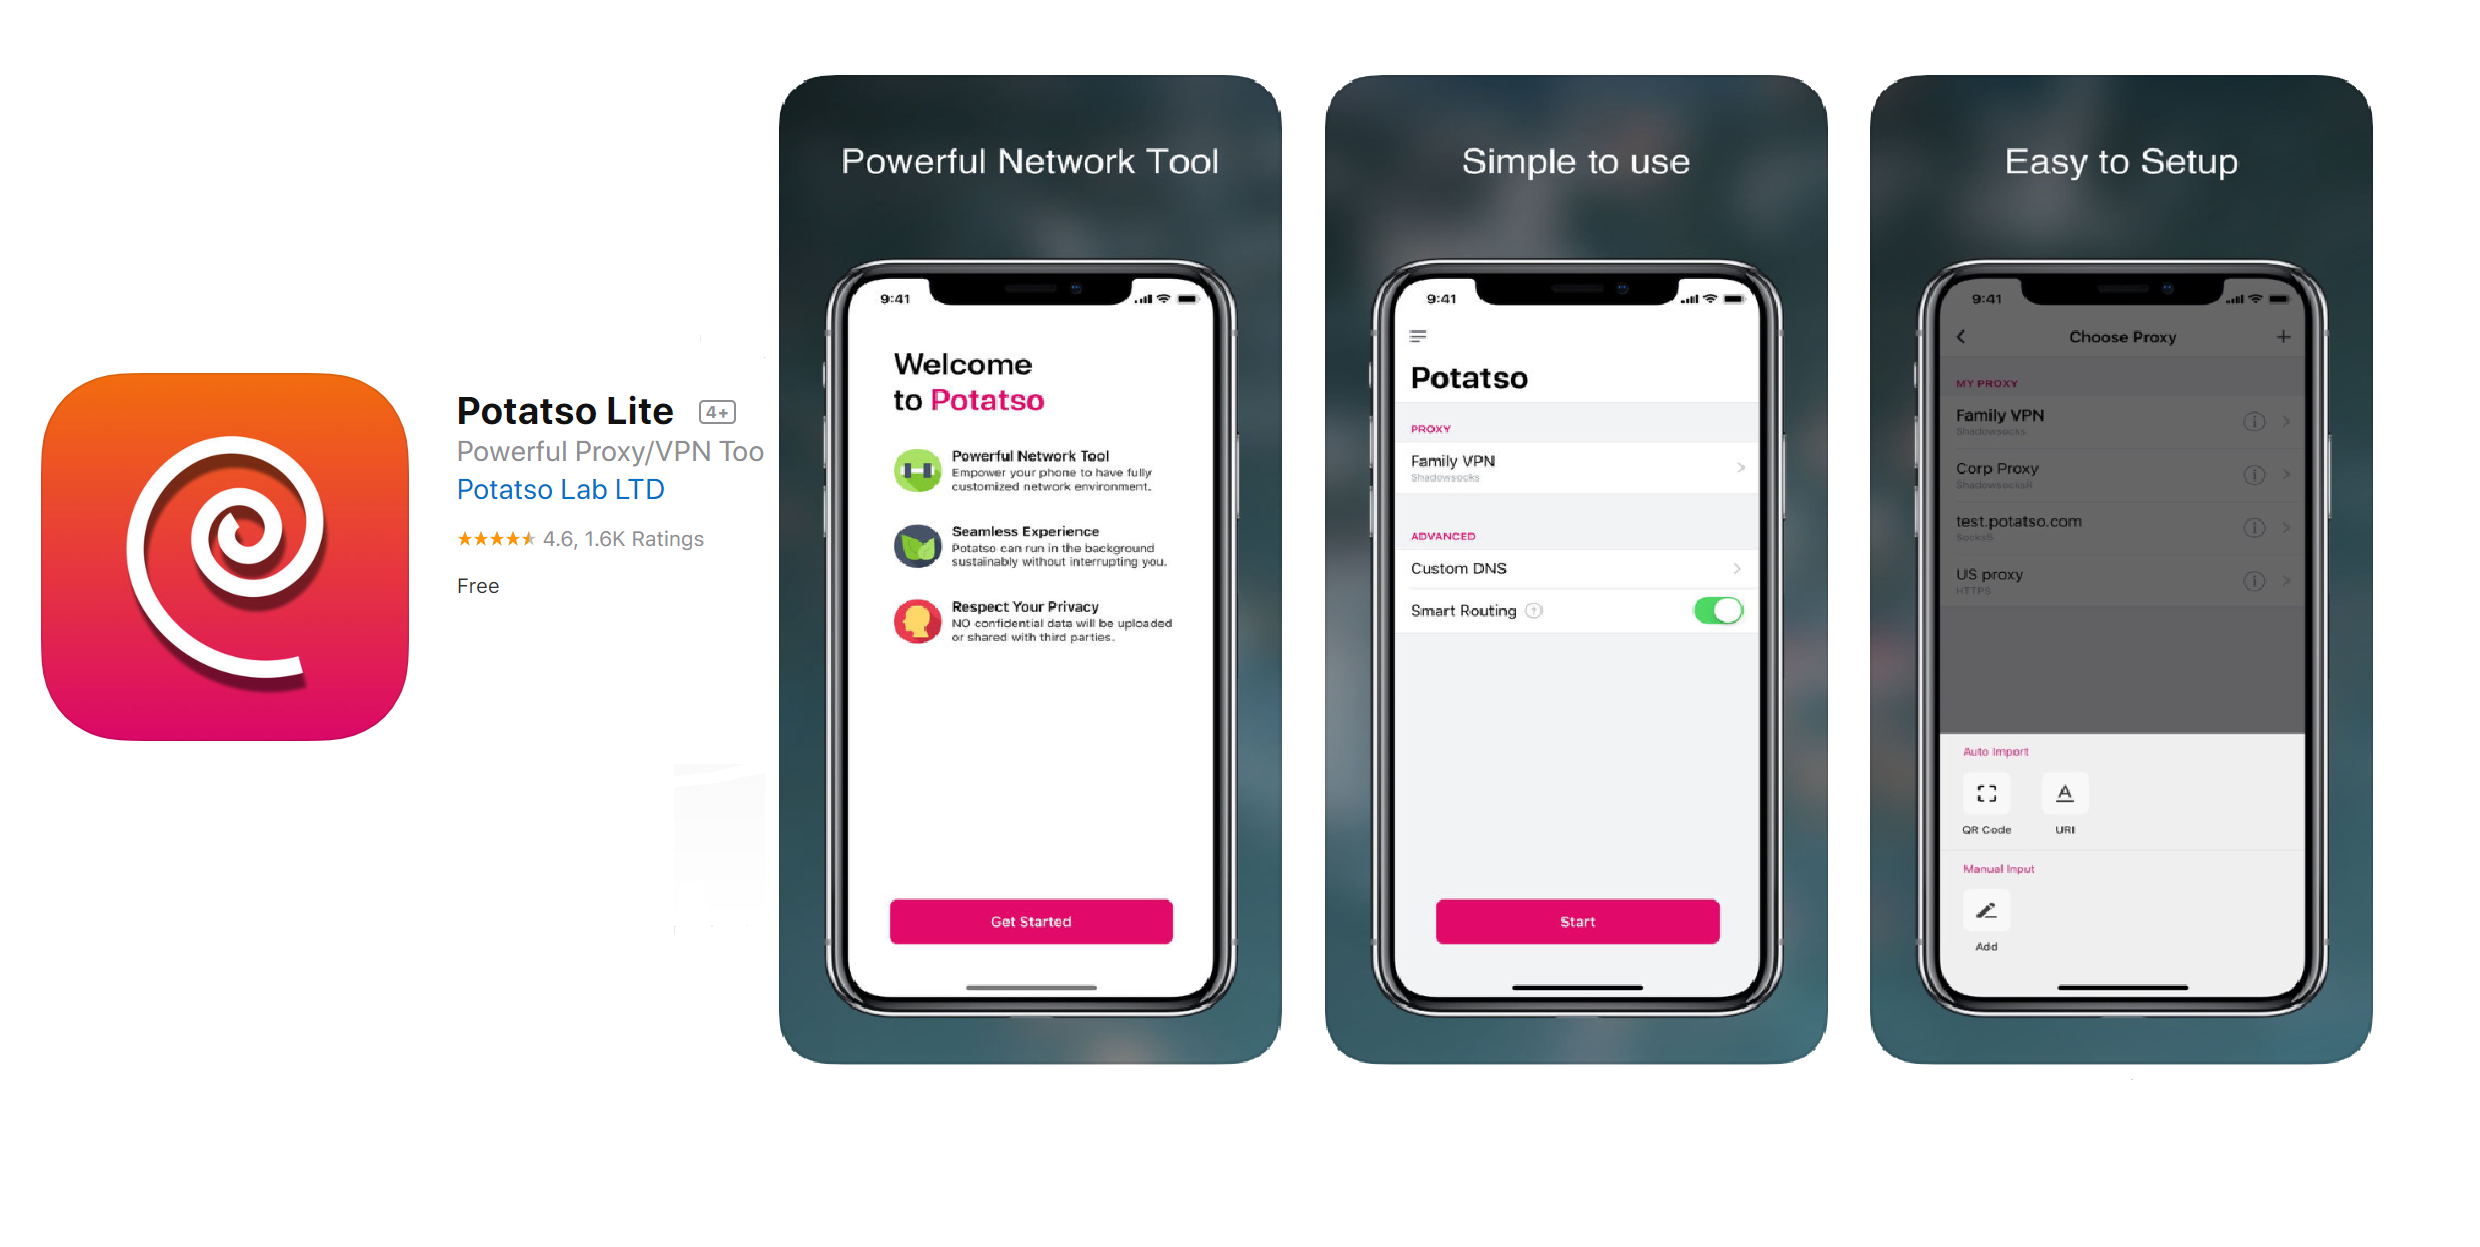 Potatso Lite 4+
Powerful Proxy/VPN Too
Potatso Lab LTD
4.6, 1.6K Ratings
Free
Powerful Network Tool
9:41
Welcome
to Potatso
Powerful Network Tool
Empower your phone to have fully
customized network environment.
Seamless Experience
Potatso can run in the background
sustainably without interrupting you.
Respect Your Privacy
NO confidential data will be uploaded
or shared with third parties.
Get Started
Simple to use
9:41
Potatso
PROXY
Family VPN
Shadowsocks
ADVANCED
Custom DNS
Smart Routing
Start
Easy to Setup
9:41
Choose Proxy
MY PROXY
Family VPN
Shadowsocks
Corp Proxy
ShadowsocksR
test.potatso.com
Socks5
US proxy
HTTPS
Auto Import
QR Code URI
Manual Input
Add